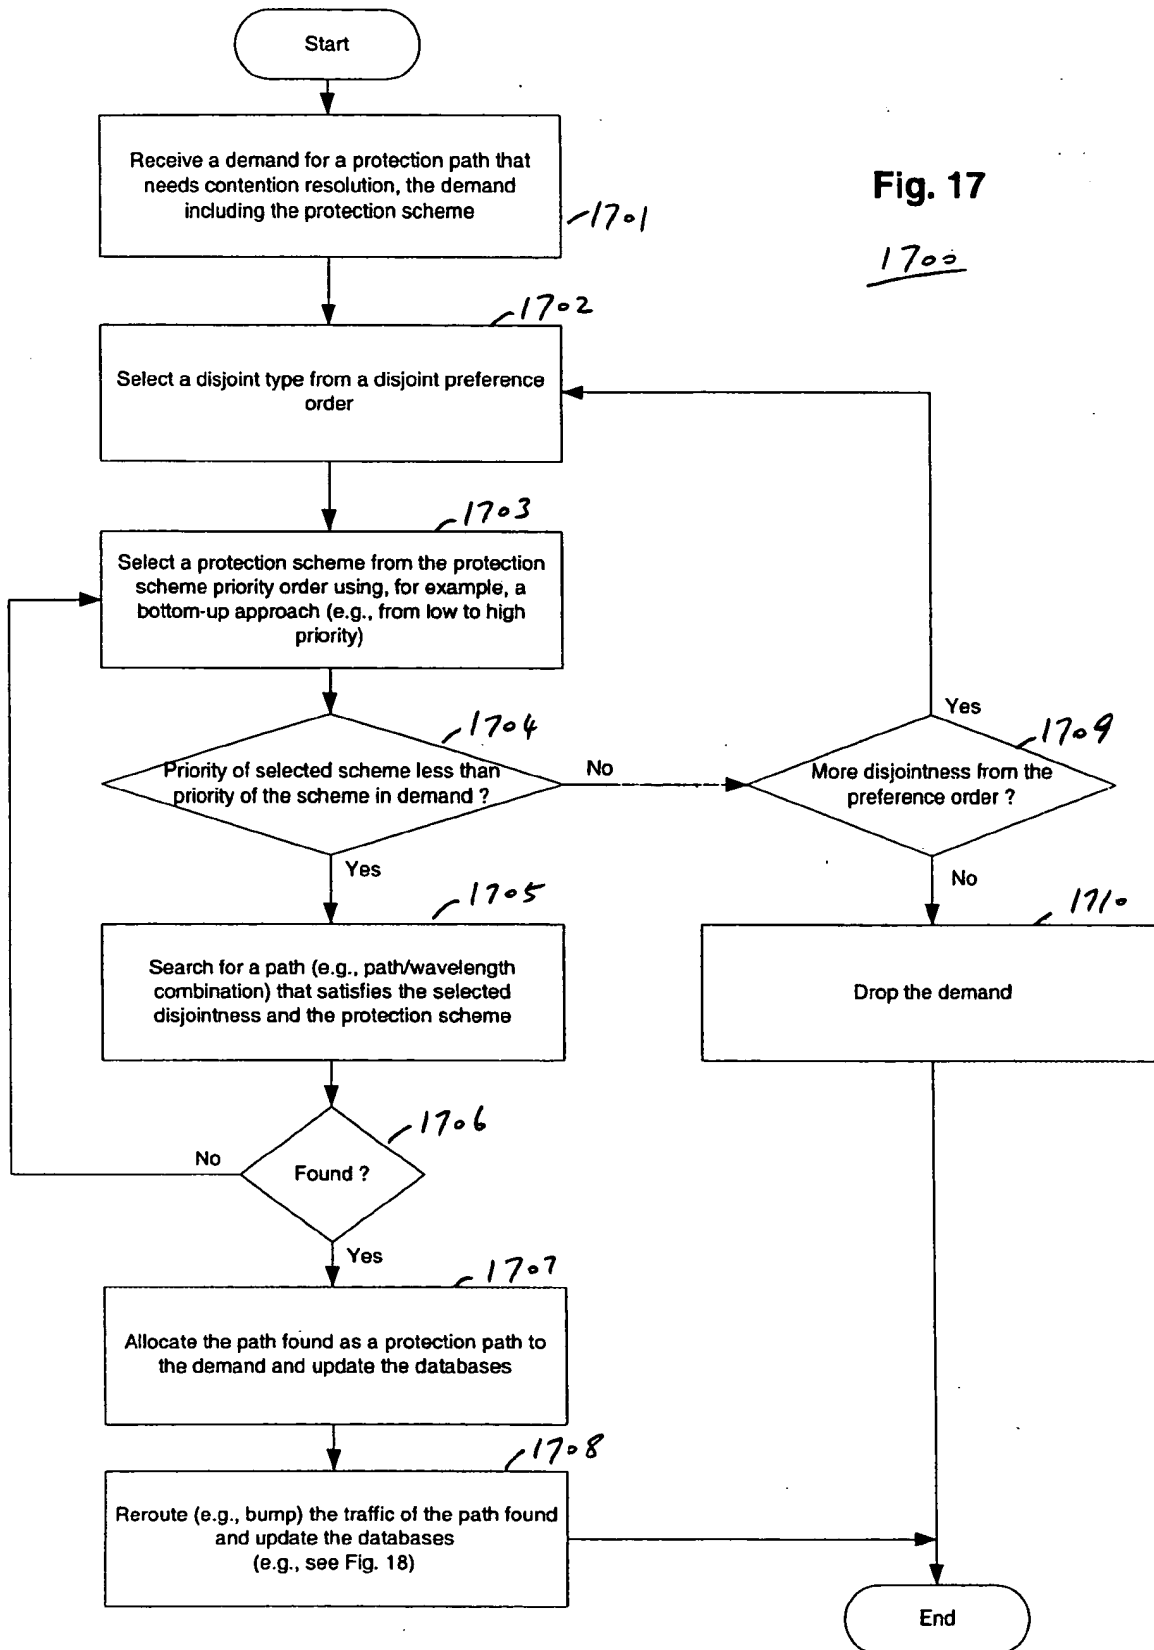 Start
Receive a demand for a protection path that
needs contention resolution, the demand
including the protection scheme
1701
Fig. 17
1700
1702
Select a disjoint type from a disjoint preference
order
1703
Select a protection scheme from the protection
scheme priority order using, for example, a
bottom-up approach (e.g., from low to high
priority)
1704
Priority of selected scheme less than
priority of the scheme in demand ?
No
Yes
1709
More disjointness from the
preference order ?
Yes
No
1705
Search for a path (e.g., path/wavelength
combination) that satisfies the selected
disjointness and the protection scheme
1710
Drop the demand
1706
Found ?
No
Yes
1707
Allocate the path found as a protection path to
the demand and update the databases
1708
Reroute (e.g., bump) the traffic of the path found
and update the databases
(e.g., see Fig. 18)
End